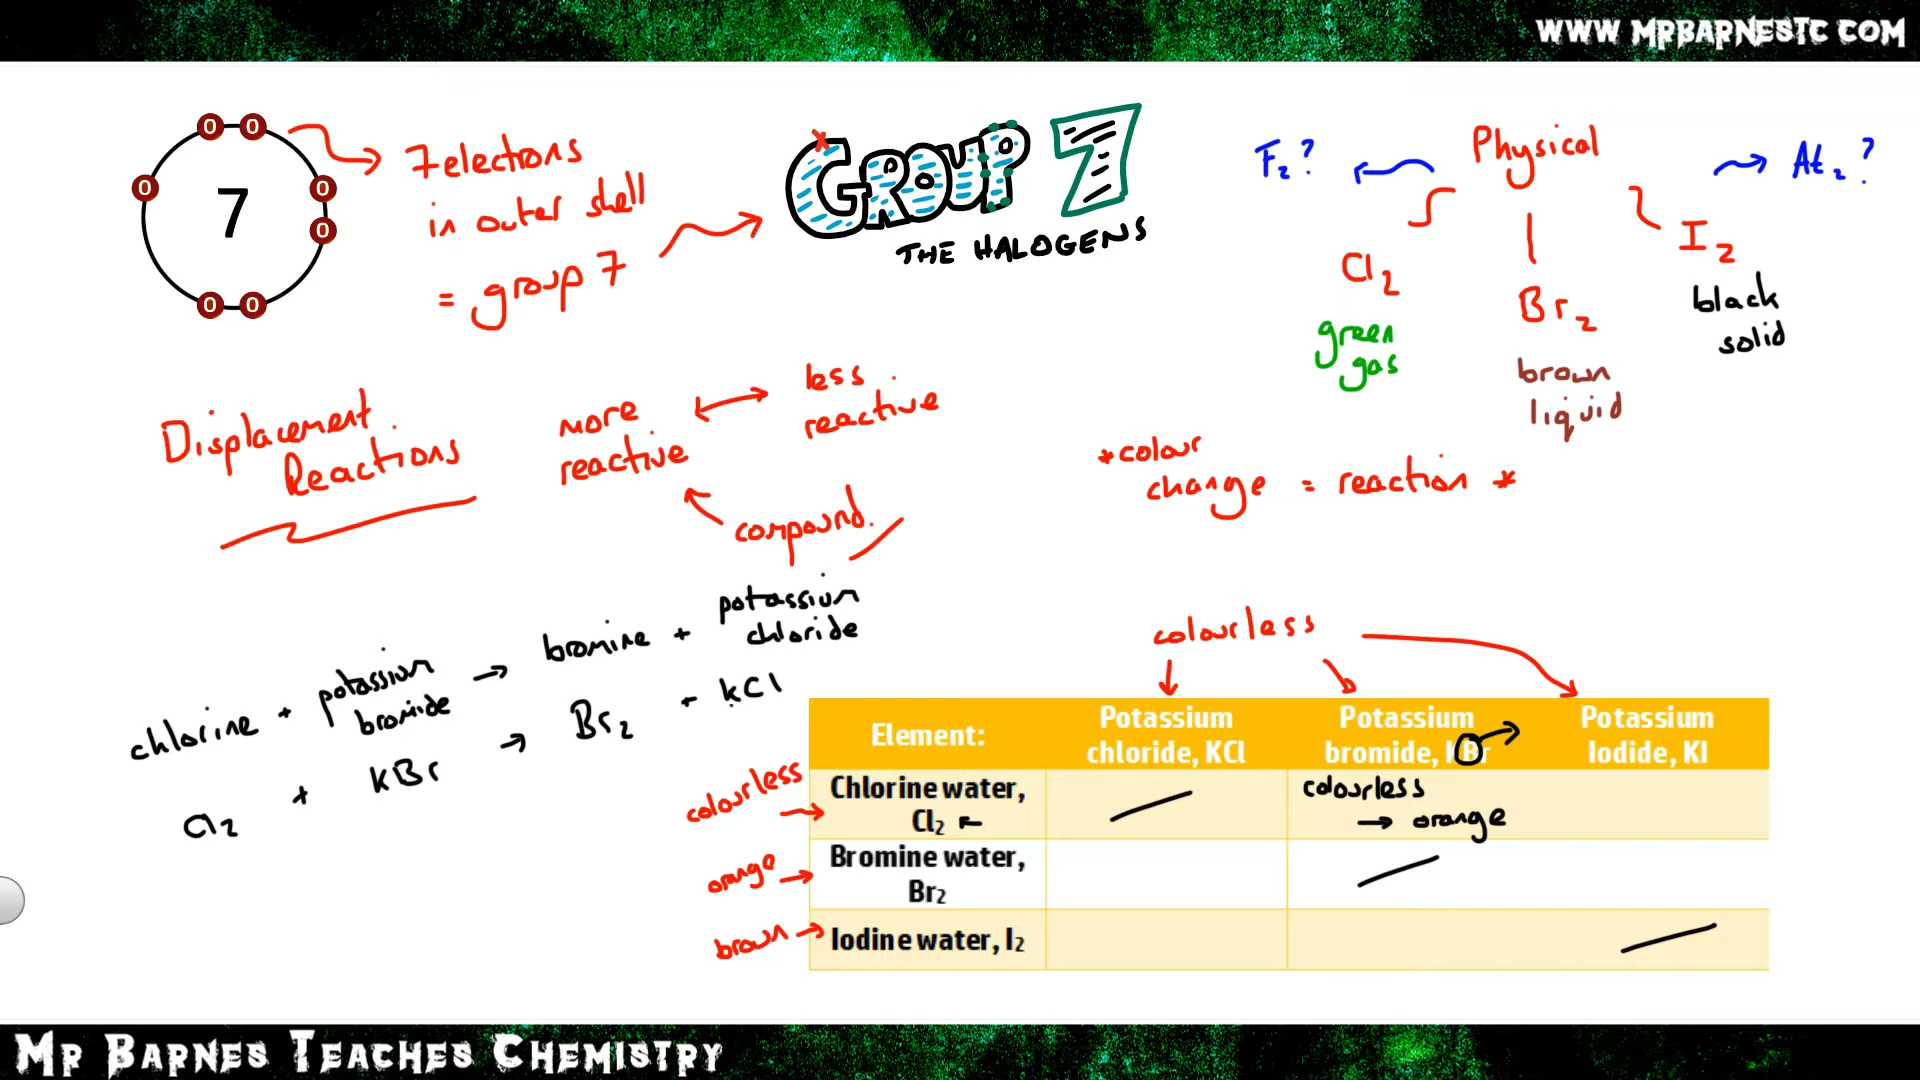 WWW MRBARNESTC COM
7
7 electrons
in outer shell
= group 7
GROUP 7
THE HALOGENS
Physical
F₂ ?
At₂ ?
Cl₂
green
gas
Br₂
brown
liquid
I₂
black
solid
Displacement
Reactions
more
reactive
less
reactive
compound
*colour
change = reaction *
chlorine + potassium
bromide → bromine + potassium
chloride
Cl₂ + KBr → Br₂ + KCl
colourless
Element:
Potassium
chloride, KCl
Potassium
bromide, KBr
Potassium
Iodide, KI
colourless →
Chlorine water,
Cl₂
colourless
→ orange
orange →
Bromine water,
Br₂
brown →
Iodine water, I₂
MR BARNES TEACHES CHEMISTRY